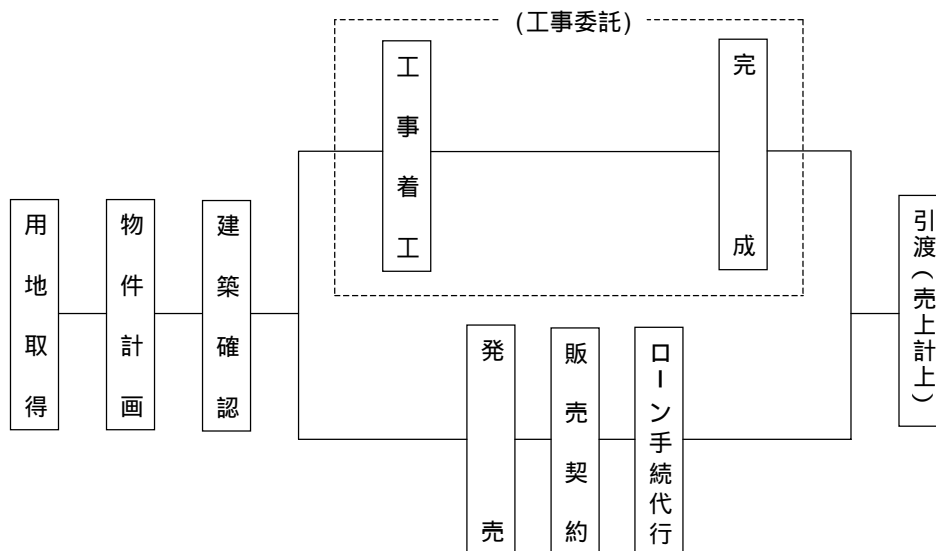 (工事委託)
工事着工
完成
用地取得
物件計画
建築確認
引渡(売上計上)
発売
販売契約
ローン手続代行